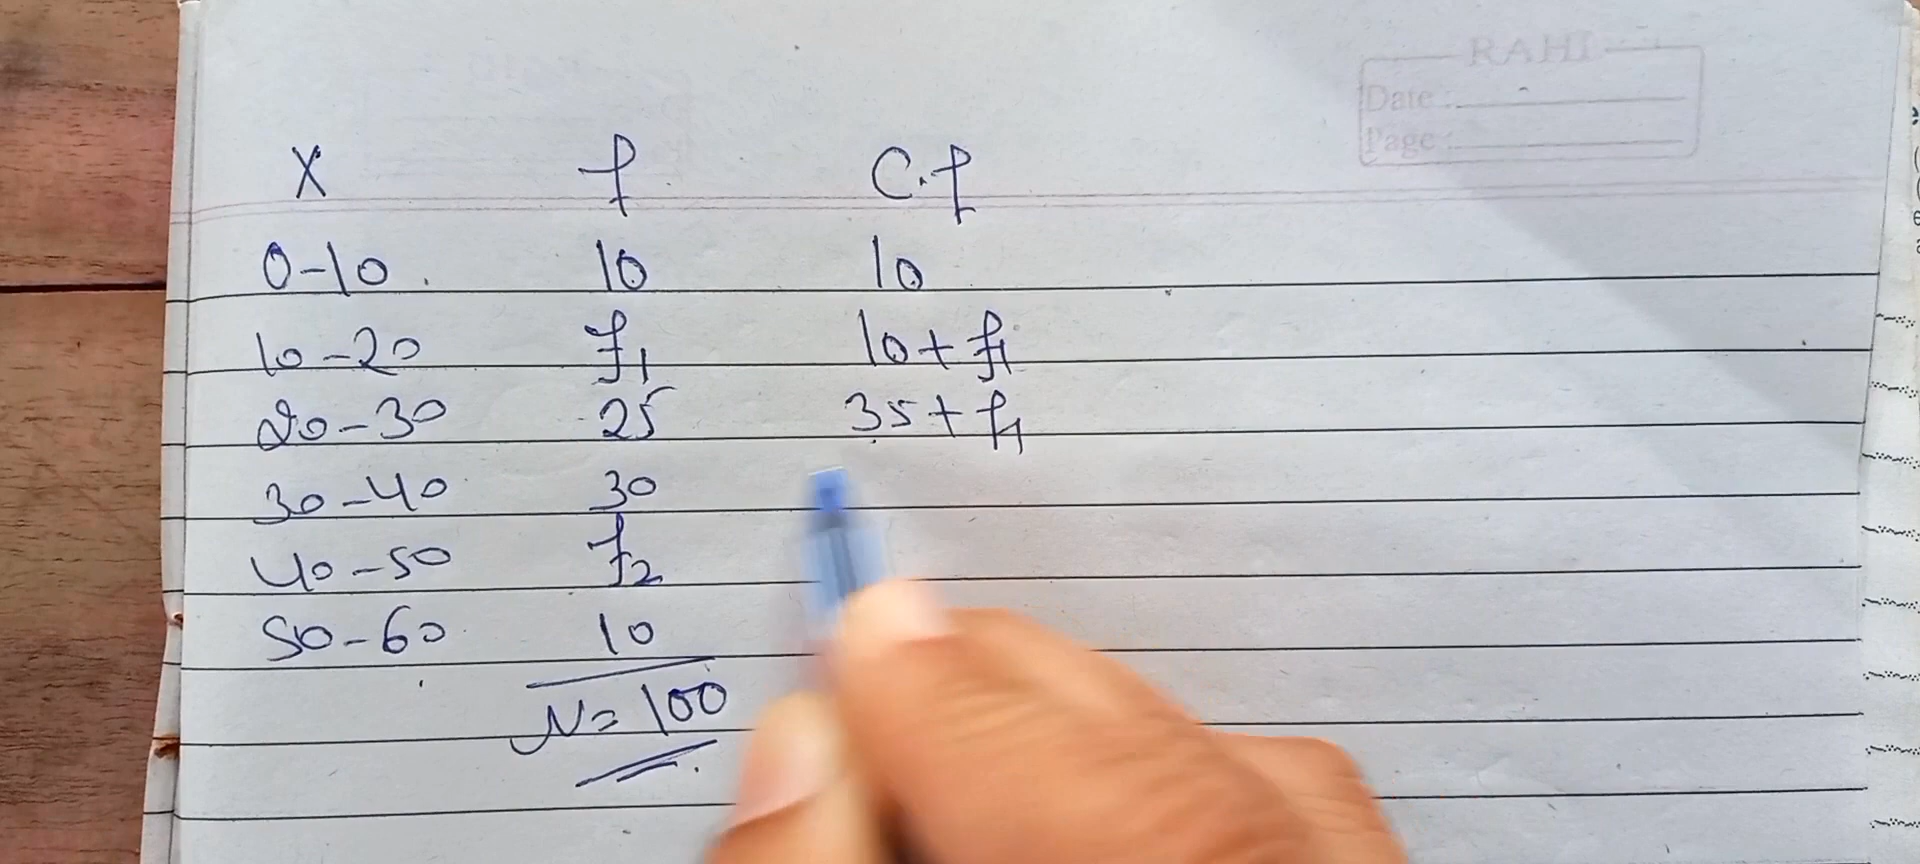 RAHI
Date :
Page :
X f C.f
0-10 10 10
10-20 f1 10+f1
20-30 25 35+f1
30-40 30
40-50 f2
50-60 10
N=100